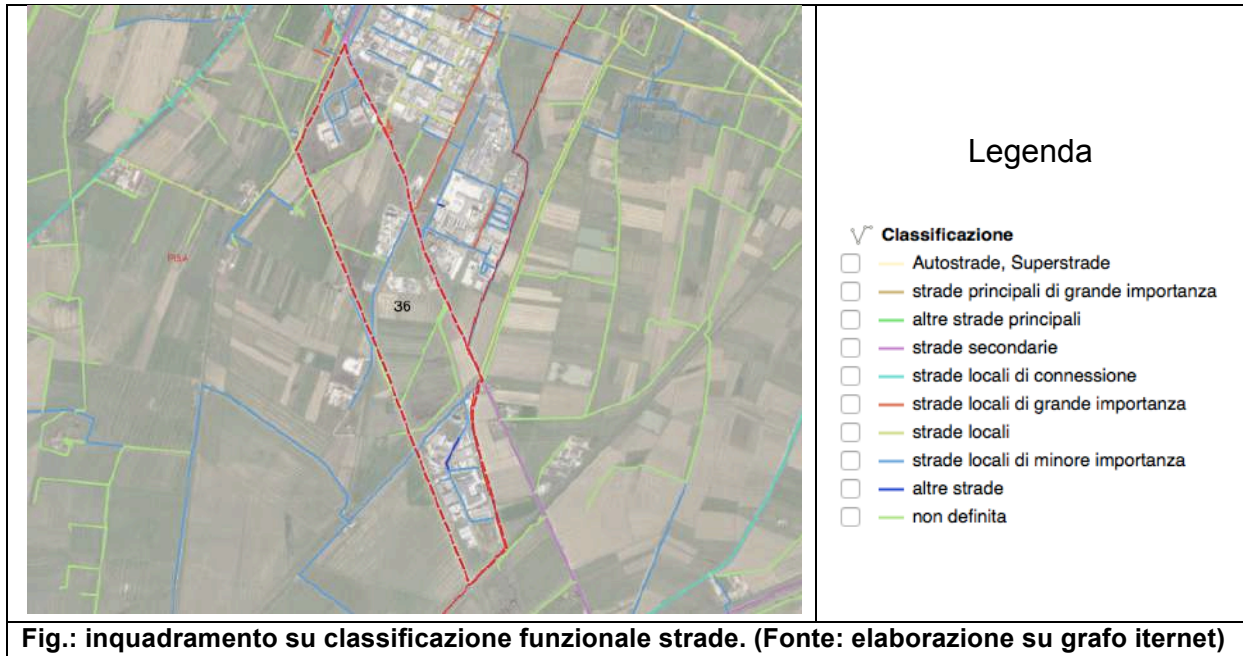 PISA
36
Legenda
Classificazione
Autostrade, Superstrade
strade principali di grande importanza
altre strade principali
strade secondarie
strade locali di connessione
strade locali di grande importanza
strade locali
strade locali di minore importanza
altre strade
non definita
Fig.: inquadramento su classificazione funzionale strade. (Fonte: elaborazione su grafo iternet)